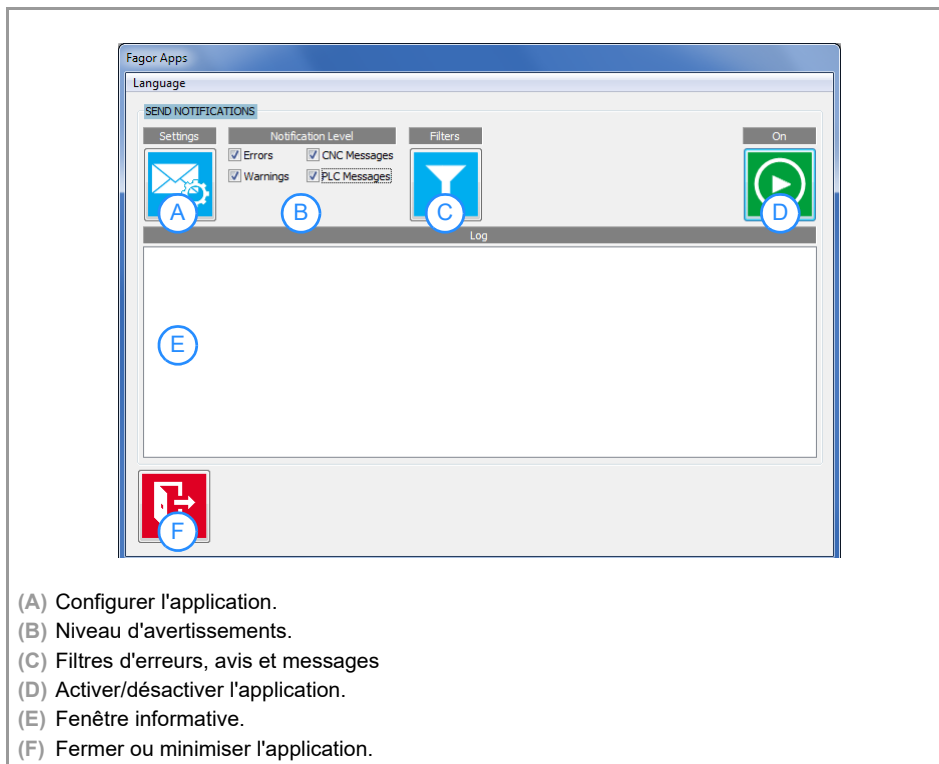 Fagor Apps
Language
SEND NOTIFICATIONS
Settings Notification Level Filters On
Errors CNC Messages
Warnings PLC Messages
A B C D
Log
E
F
(A) Configurer l'application.
(B) Niveau d'avertissements.
(C) Filtres d'erreurs, avis et messages
(D) Activer/désactiver l'application.
(E) Fenêtre informative.
(F) Fermer ou minimiser l'application.